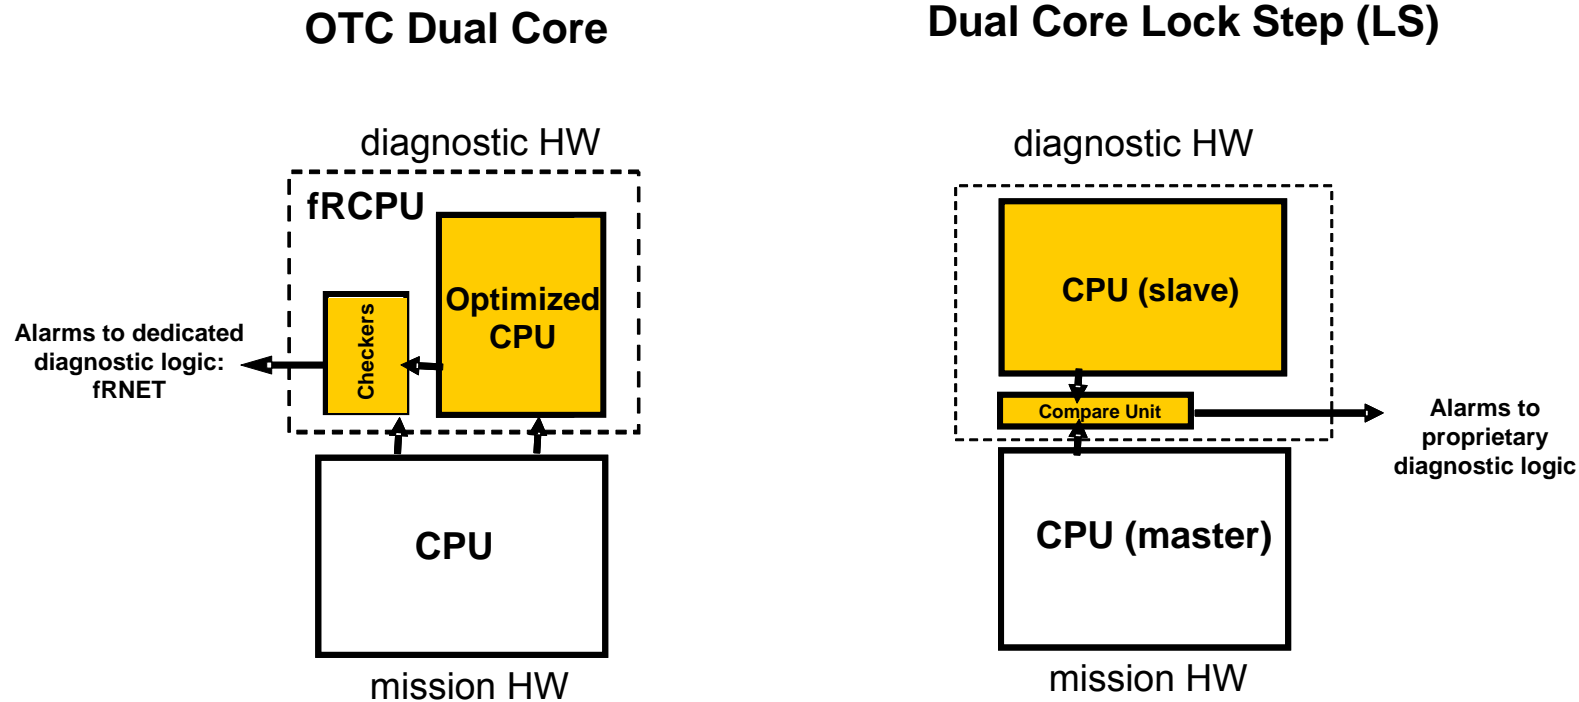 OTC Dual Core
diagnostic HW
fRCPU
Optimized
CPU
Checkers
Alarms to dedicated
diagnostic logic:
fRNET
CPU
mission HW
Dual Core Lock Step (LS)
diagnostic HW
CPU (slave)
Compare Unit
Alarms to
proprietary
diagnostic logic
CPU (master)
mission HW